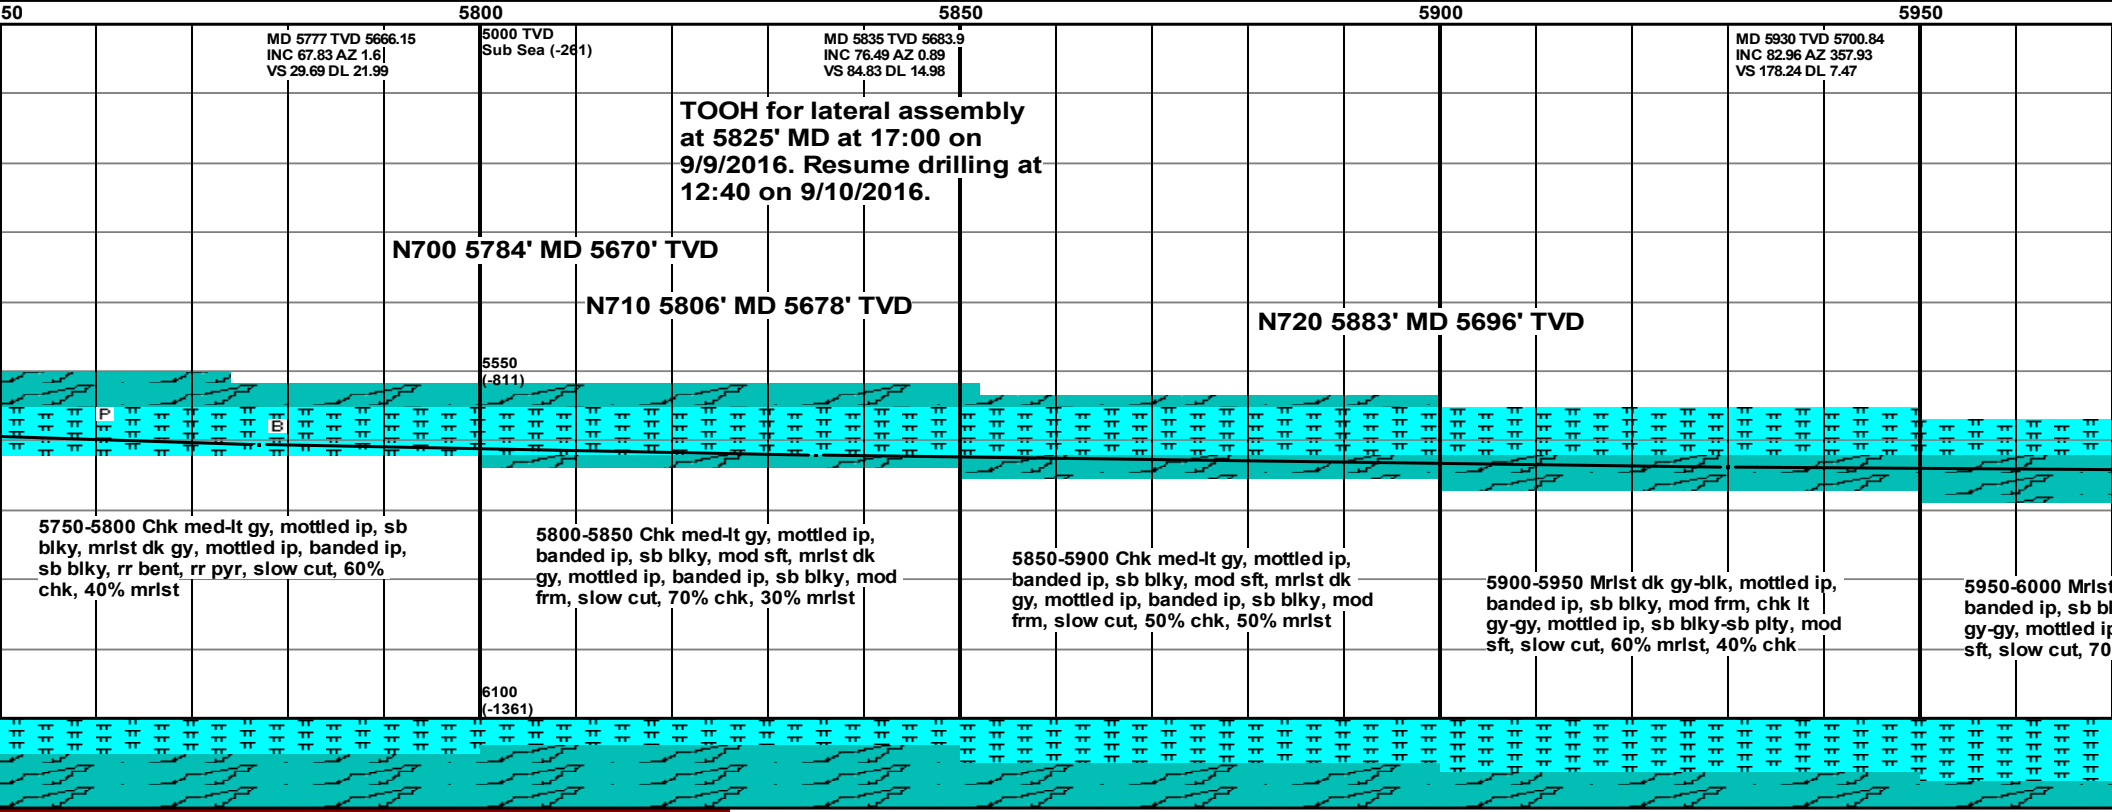 50 5800 5850 5900 5950
MD 5777 TVD 5666.15
INC 67.83 AZ 1.6
VS 29.69 DL 21.99
5000 TVD
Sub Sea (-261)
MD 5835 TVD 5683.9
INC 76.49 AZ 0.89
VS 84.83 DL 14.98
MD 5930 TVD 5700.84
INC 82.96 AZ 357.93
VS 178.24 DL 7.47
TOOH for lateral assembly
at 5825' MD at 17:00 on
9/9/2016. Resume drilling at
12:40 on 9/10/2016.
N700 5784' MD 5670' TVD
N710 5806' MD 5678' TVD
N720 5883' MD 5696' TVD
5550
(-811)
P
B
5750-5800 Chk med-lt gy, mottled ip, sb
blky, mrlst dk gy, mottled ip, banded ip,
sb blky, rr bent, rr pyr, slow cut, 60%
chk, 40% mrlst
5800-5850 Chk med-lt gy, mottled ip,
banded ip, sb blky, mod sft, mrlst dk
gy, mottled ip, banded ip, sb blky, mod
frm, slow cut, 70% chk, 30% mrlst
5850-5900 Chk med-lt gy, mottled ip,
banded ip, sb blky, mod sft, mrlst dk
gy, mottled ip, banded ip, sb blky, mod
frm, slow cut, 50% chk, 50% mrlst
5900-5950 Mrlst dk gy-blk, mottled ip,
banded ip, sb blky, mod frm, chk lt
gy-gy, mottled ip, sb blky-sb plty, mod
sft, slow cut, 60% mrlst, 40% chk
5950-6000 Mrlst
banded ip, sb bl
gy-gy, mottled ip
sft, slow cut, 70
6100
(-1361)